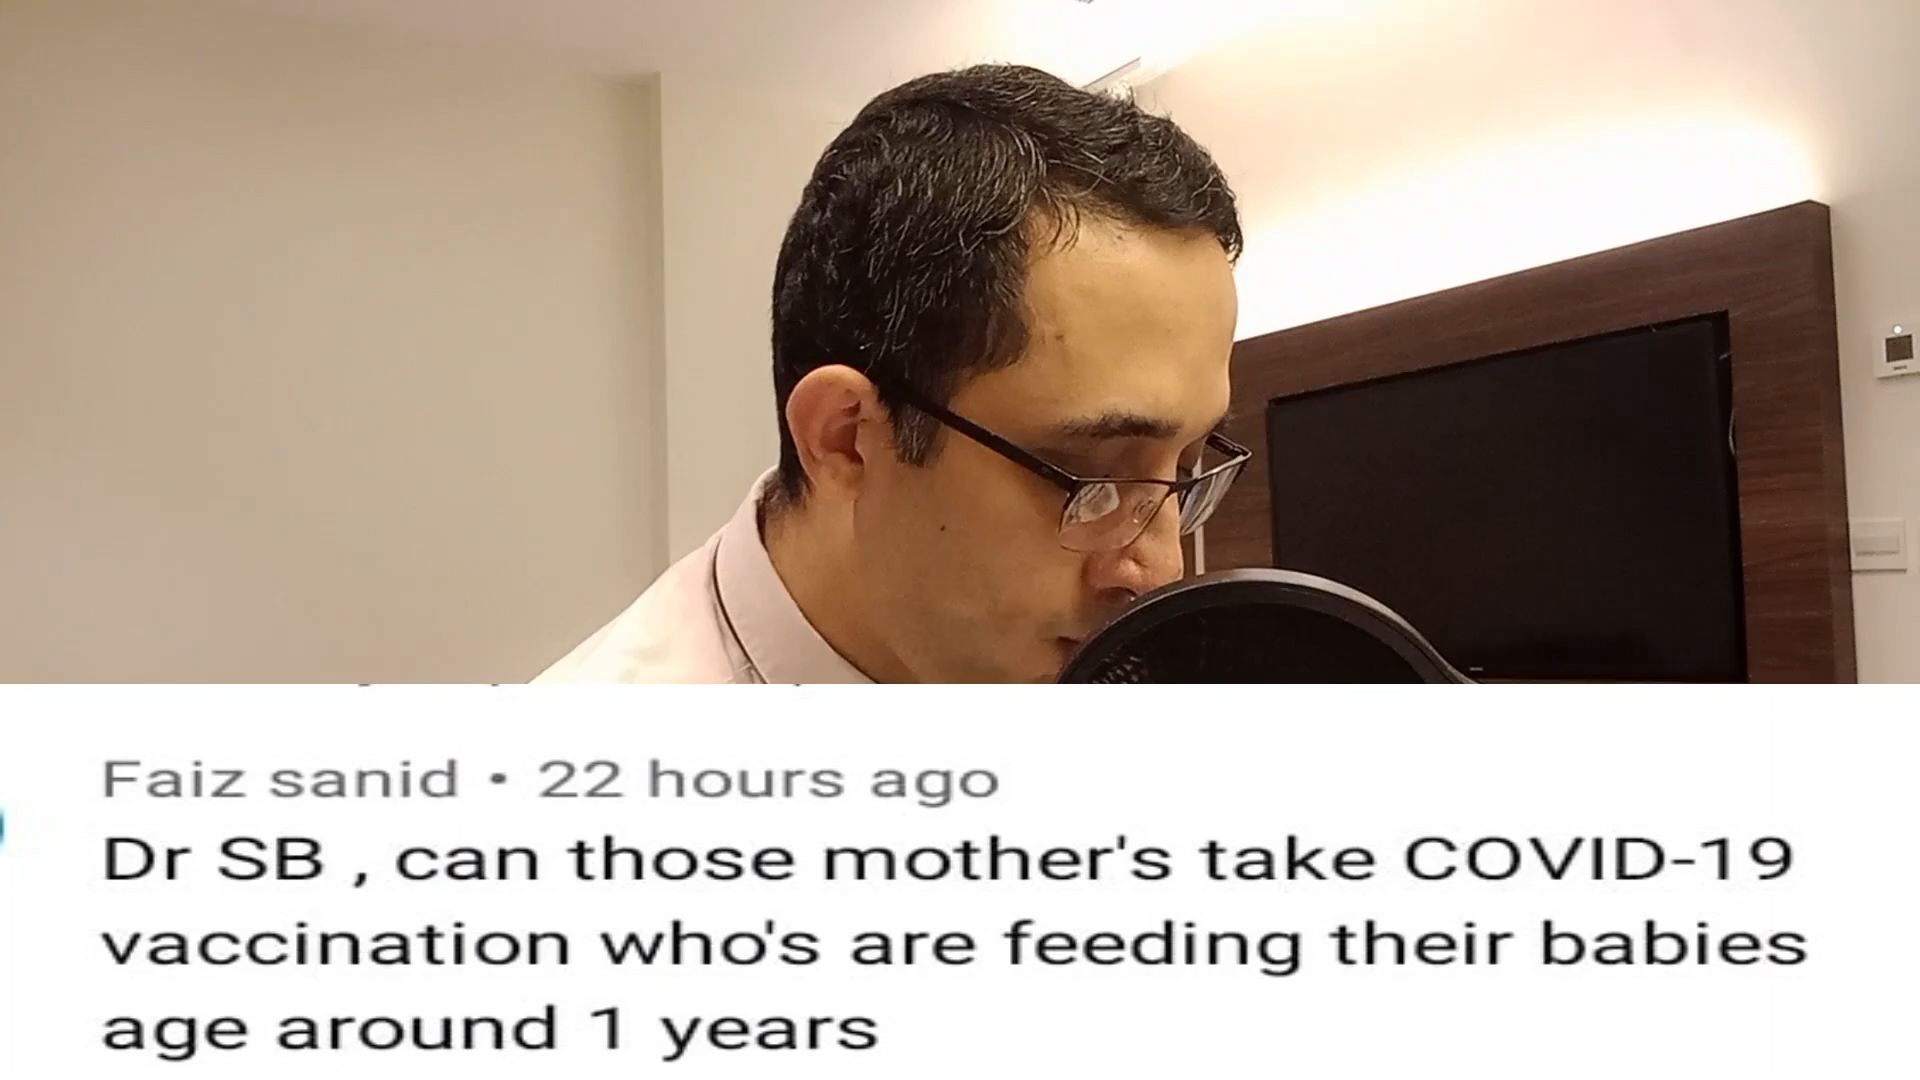 Faiz sanid • 22 hours ago
Dr SB , can those mother's take COVID-19
vaccination who's are feeding their babies
age around 1 years